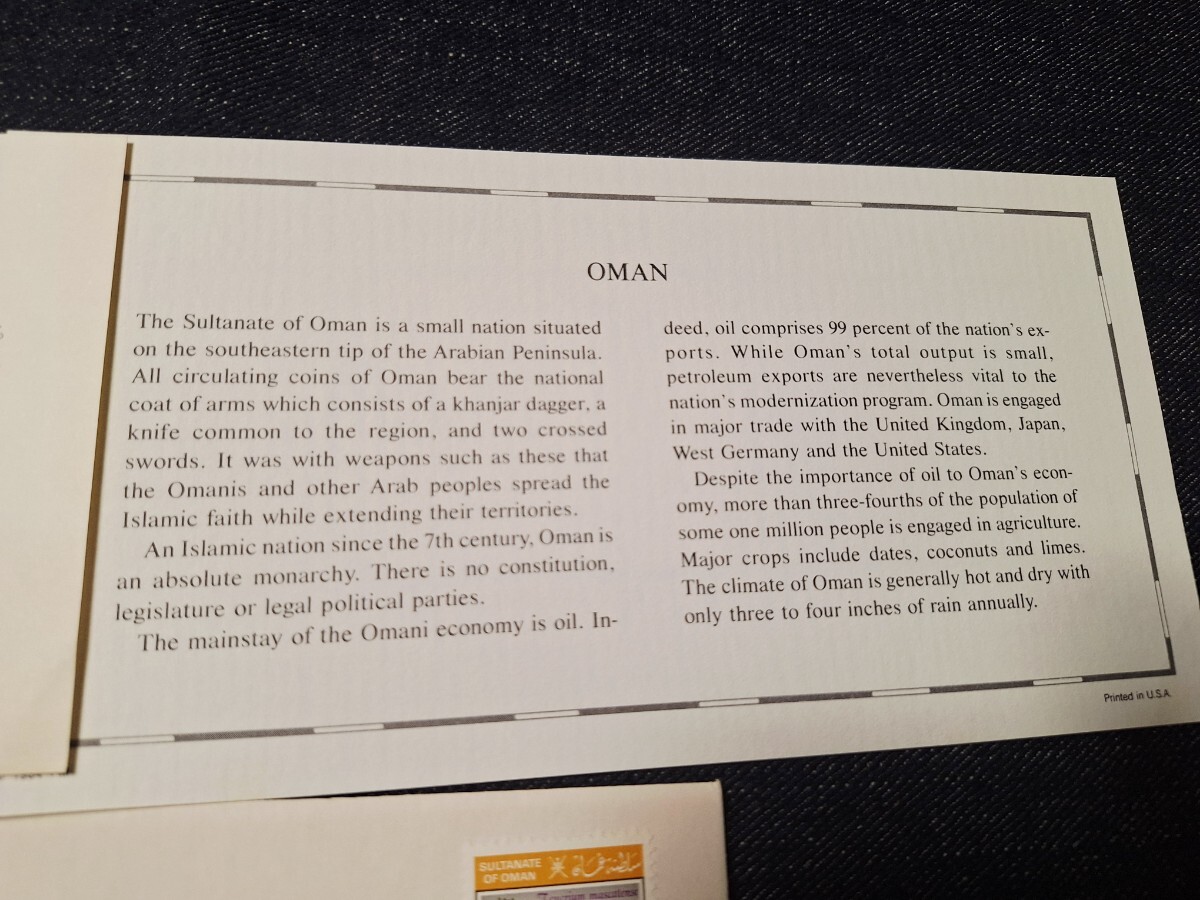 OMAN
The Sultanate of Oman is a small nation situated
on the southeastern tip of the Arabian Peninsula.
All circulating coins of Oman bear the national
coat of arms which consists of a khanjar dagger, a
knife common to the region, and two crossed
swords. It was with weapons such as these that
the Omanis and other Arab peoples spread the
Islamic faith while extending their territories.
An Islamic nation since the 7th century, Oman is
an absolute monarchy. There is no constitution,
legislature or legal political parties.
The mainstay of the Omani economy is oil. In-
deed, oil comprises 99 percent of the nation's ex-
ports. While Oman's total output is small,
petroleum exports are nevertheless vital to the
nation's modernization program. Oman is engaged
in major trade with the United Kingdom, Japan,
West Germany and the United States.
Despite the importance of oil to Oman's econ-
omy, more than three-fourths of the population of
some one million people is engaged in agriculture.
Major crops include dates, coconuts and limes.
The climate of Oman is generally hot and dry with
only three to four inches of rain annually.
Printed in U.S.A.
SULTANATE
OF OMAN
سلطنة عمان